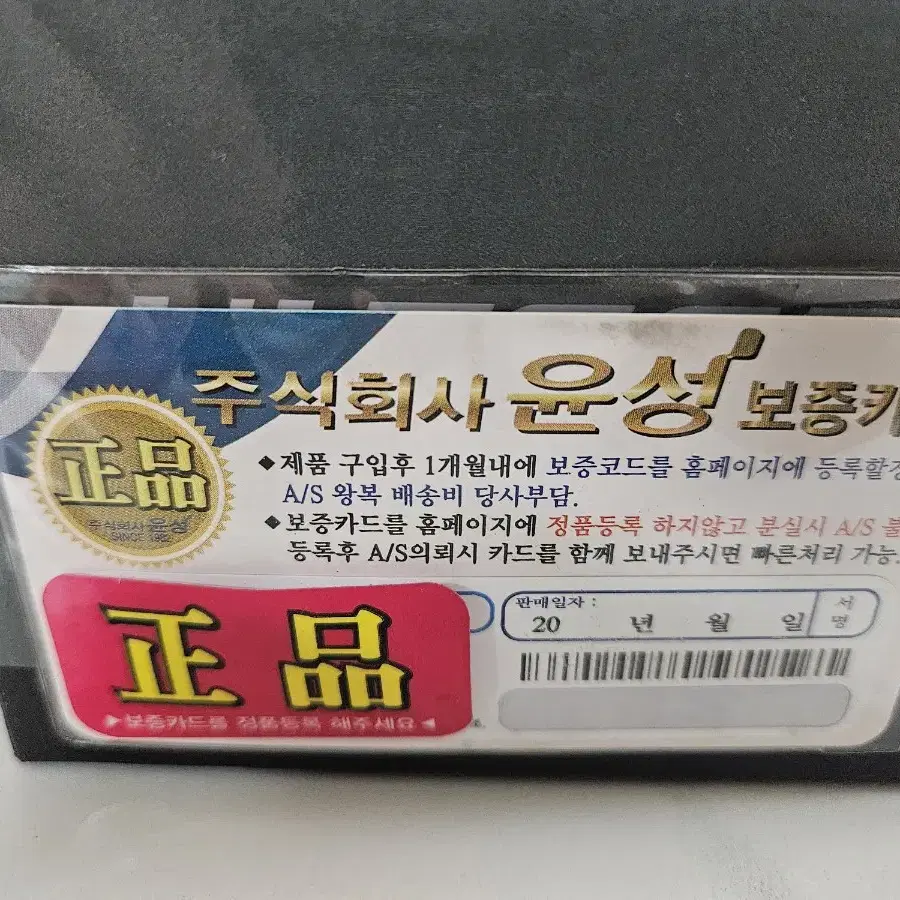 주식회사 윤성 보증카
◆제품 구입후 1개월내에 보증코드를 홈페이지에 등록할경
A/S 왕복 배송비 당사부담.
◆보증카드를 홈페이지에 정품등록 하지않고 분실시 A/S 불
등록후 A/S의뢰시 카드를 함께 보내주시면 빠른처리 가능.
正品
주식회사 윤성
SINCE 1982
판매일자 :
20 년 월 일
서명
正品
▶보증카드를 정품등록 해주세요◀